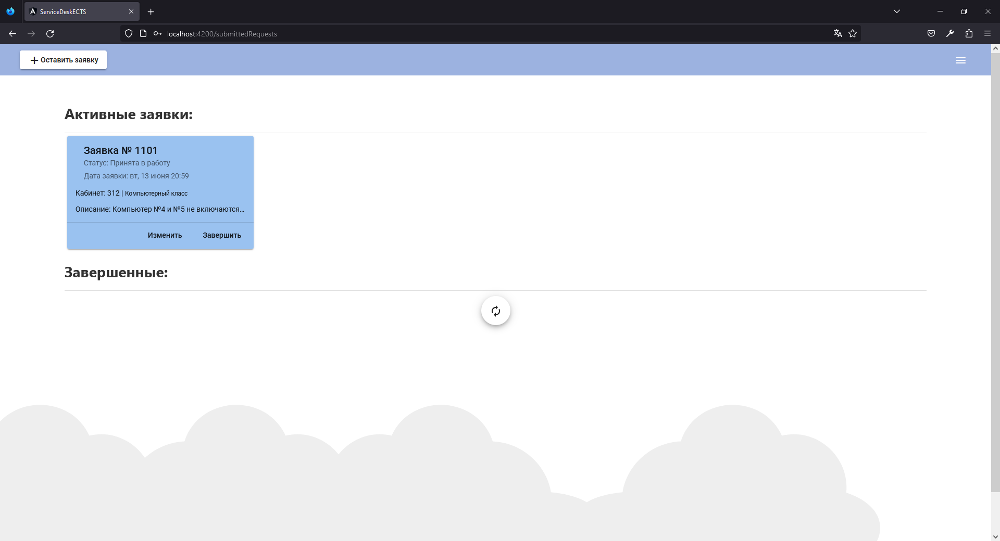 ServiceDeskECTS
localhost:4200/submittedRequests
Оставить заявку
Активные заявки:
Заявка № 1101
Статус: Принята в работу
Дата заявки: вт, 13 июня 20:59
Кабинет: 312 | Компьютерный класс
Описание: Компьютер №4 и №5 не включаются...
Изменить Завершить
Завершенные: